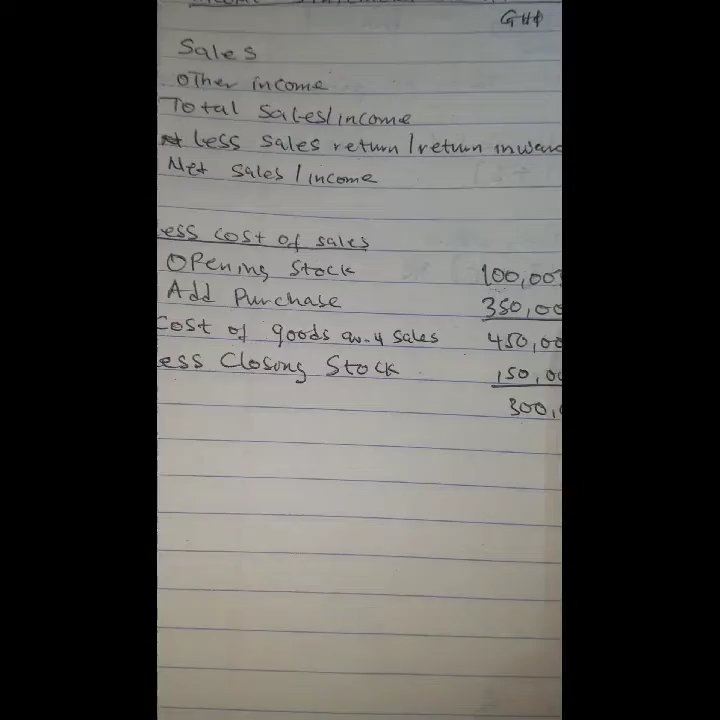 GH¢
Sales
Other income
Total sales/income
Less sales return/return inwar
Net sales/income
ess cost of sales
Opening Stock 100,00
Add Purchase 350,00
Cost of goods av. 4 sales 450,00
ess Closing Stock 150,00
300,